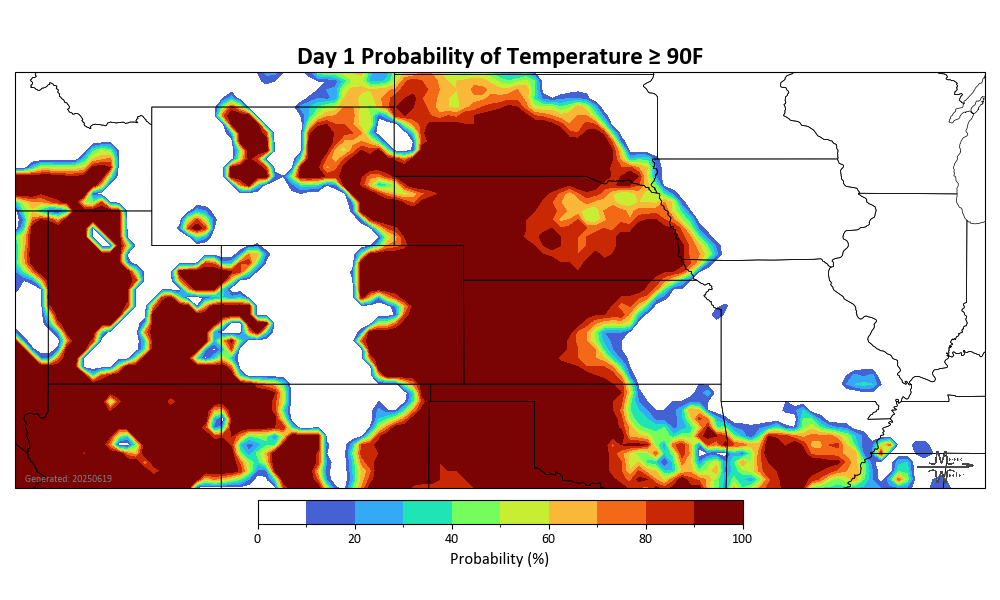 Day 1 Probability of Temperature ≥ 90F
Generated: 20250619
0 20 40 60 80 100
Probability (%)